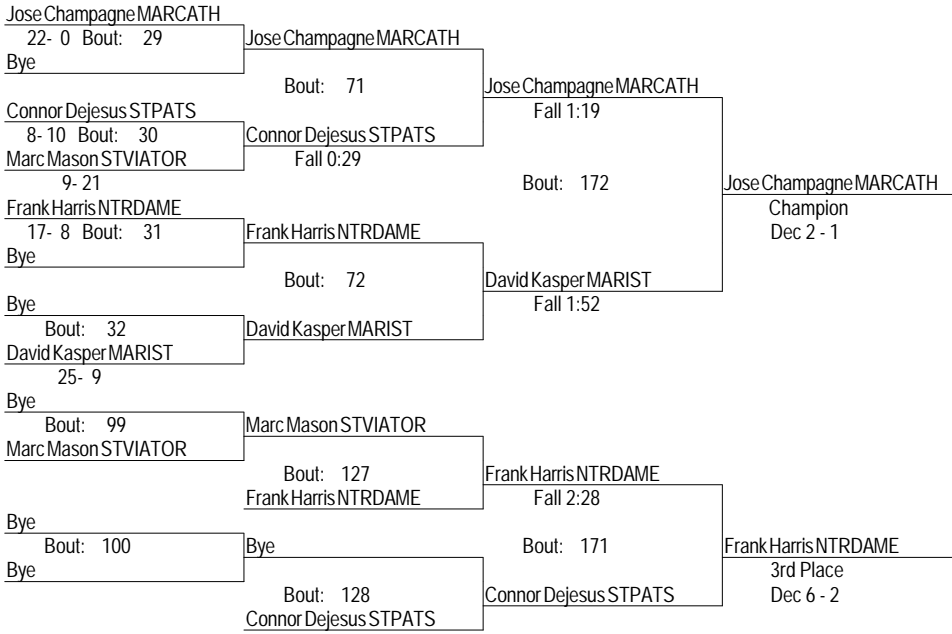 Jose Champagne MARCATH
22- 0 Bout: 29
Bye
Jose Champagne MARCATH
Bout: 71
Connor Dejesus STPATS
8- 10 Bout: 30
Marc Mason STVIATOR
9- 21
Connor Dejesus STPATS
Fall 0:29
Jose Champagne MARCATH
Fall 1:19
Bout: 172
Jose Champagne MARCATH
Champion
Dec 2 - 1
Frank Harris NTRDAME
17- 8 Bout: 31
Bye
Frank Harris NTRDAME
Bout: 72
Bye
Bout: 32
David Kasper MARIST
25- 9
David Kasper MARIST
David Kasper MARIST
Fall 1:52
Bye
Bout: 99
Marc Mason STVIATOR
Marc Mason STVIATOR
Bout: 127
Frank Harris NTRDAME
Frank Harris NTRDAME
Fall 2:28
Bye
Bout: 100
Bye
Bye
Bout: 128
Connor Dejesus STPATS
Bout: 171
Connor Dejesus STPATS
Frank Harris NTRDAME
3rd Place
Dec 6 - 2